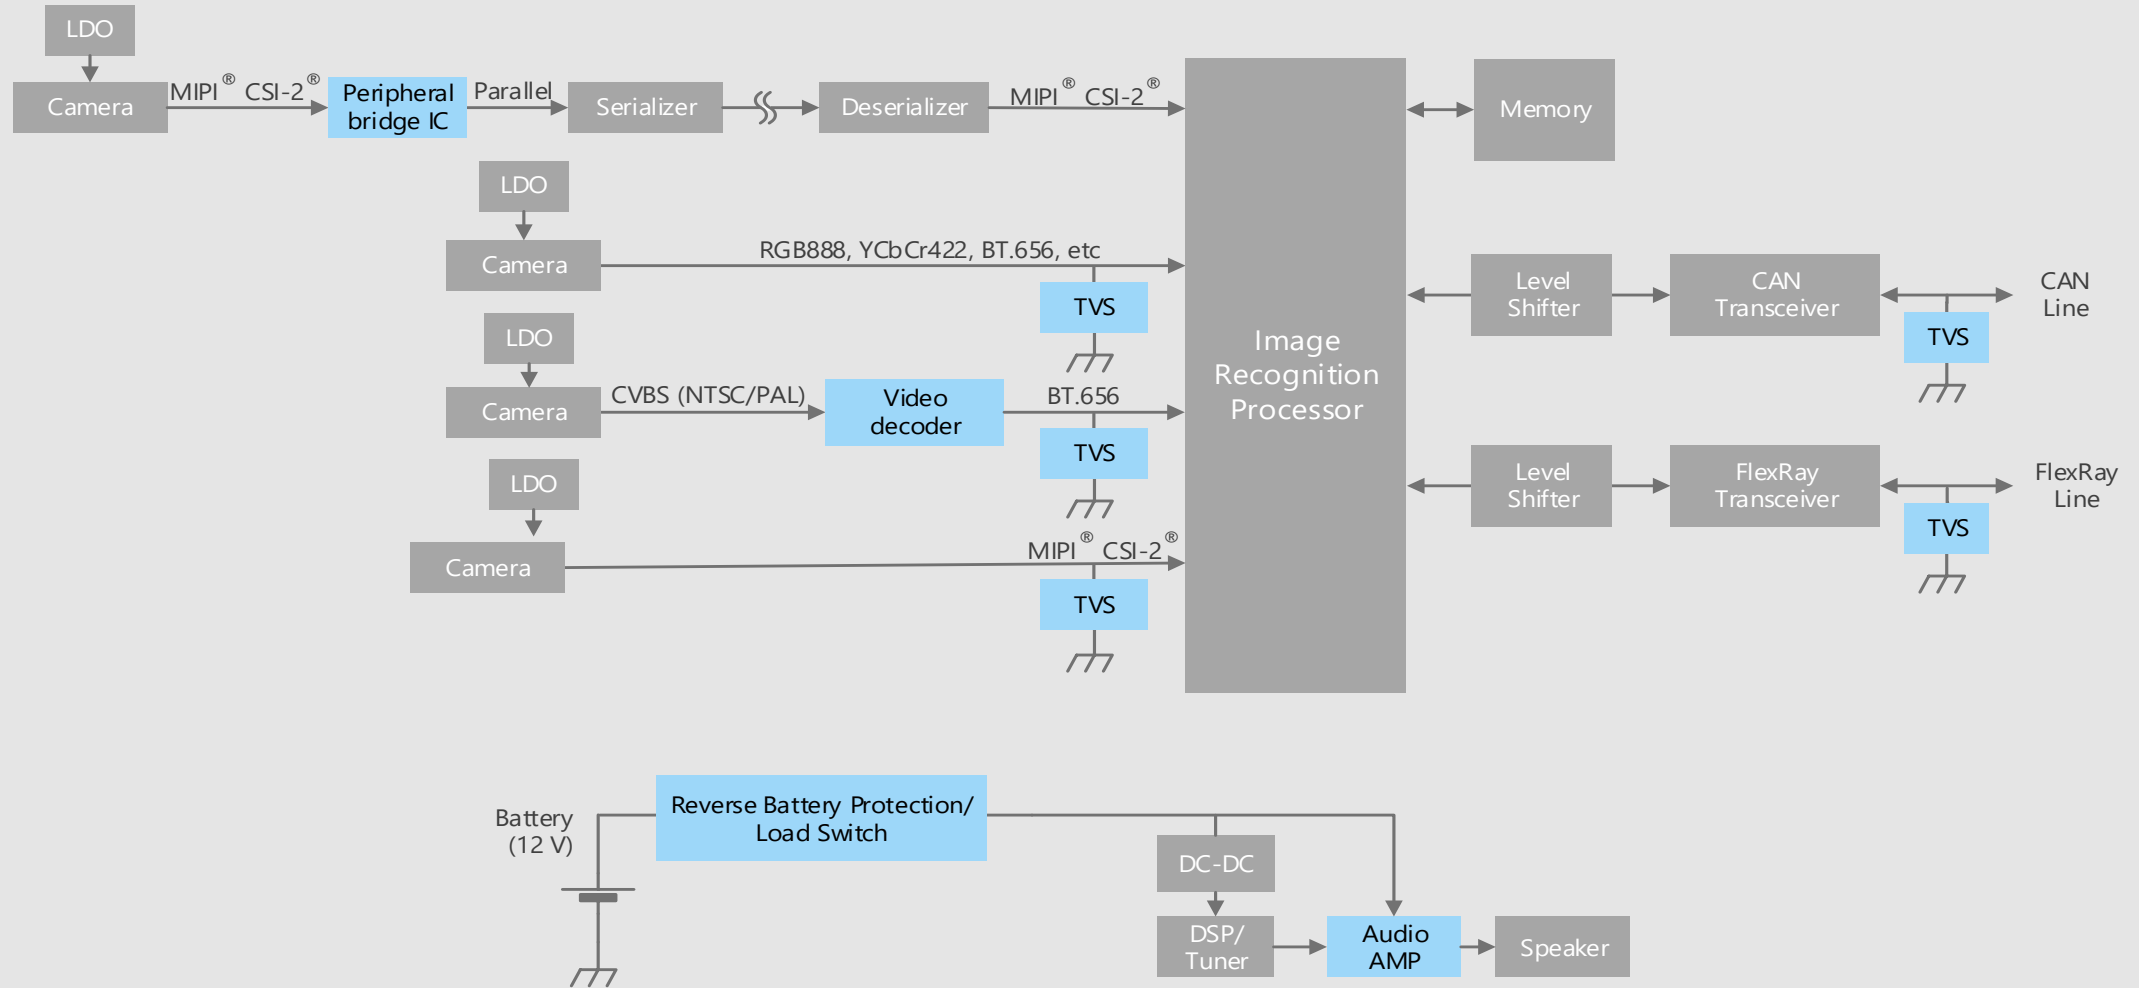 LDO
Camera
MIPI® CSI-2®
Peripheral
bridge IC
Parallel
Serializer
Deserializer
MIPI® CSI-2®
Memory
LDO
Camera
RGB888, YCbCr422, BT.656, etc
TVS
LDO
Camera
CVBS (NTSC/PAL)
Video
decoder
BT.656
TVS
LDO
Camera
MIPI® CSI-2®
TVS
Image
Recognition
Processor
Level
Shifter
CAN
Transceiver
CAN
Line
TVS
Level
Shifter
FlexRay
Transceiver
FlexRay
Line
TVS
Battery
(12 V)
Reverse Battery Protection/
Load Switch
DC-DC
DSP/
Tuner
Audio
AMP
Speaker